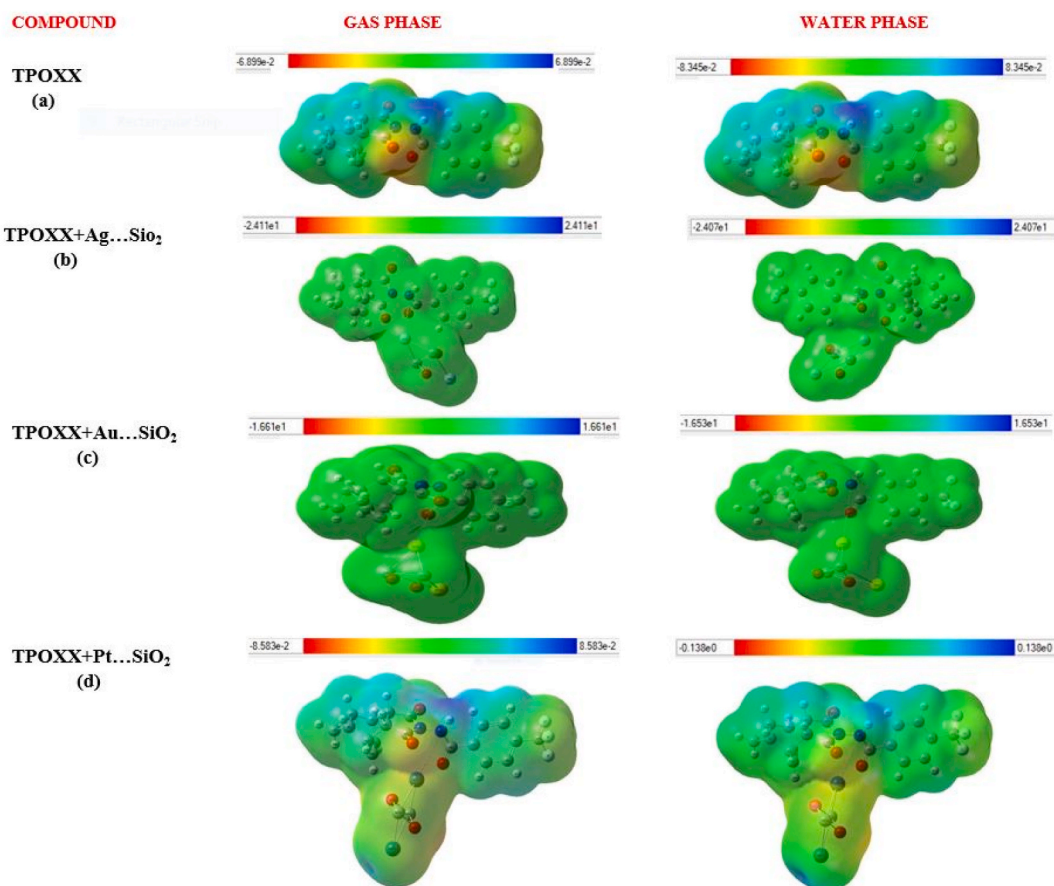 COMPOUND GAS PHASE WATER PHASE
-6.899e-2 6.899e-2 -8.345e-2 8.345e-2
TPOXX
(a)
Rectangular Snip
-2.411e1 2.411e1 -2.407e1 2.407e1
TPOXX+Ag…Sio₂
(b)
-1.661e1 1.661e1 -1.653e1 1.653e1
TPOXX+Au…SiO₂
(c)
-8.583e-2 8.583e-2 -0.138e0 0.138e0
TPOXX+Pt…SiO₂
(d)